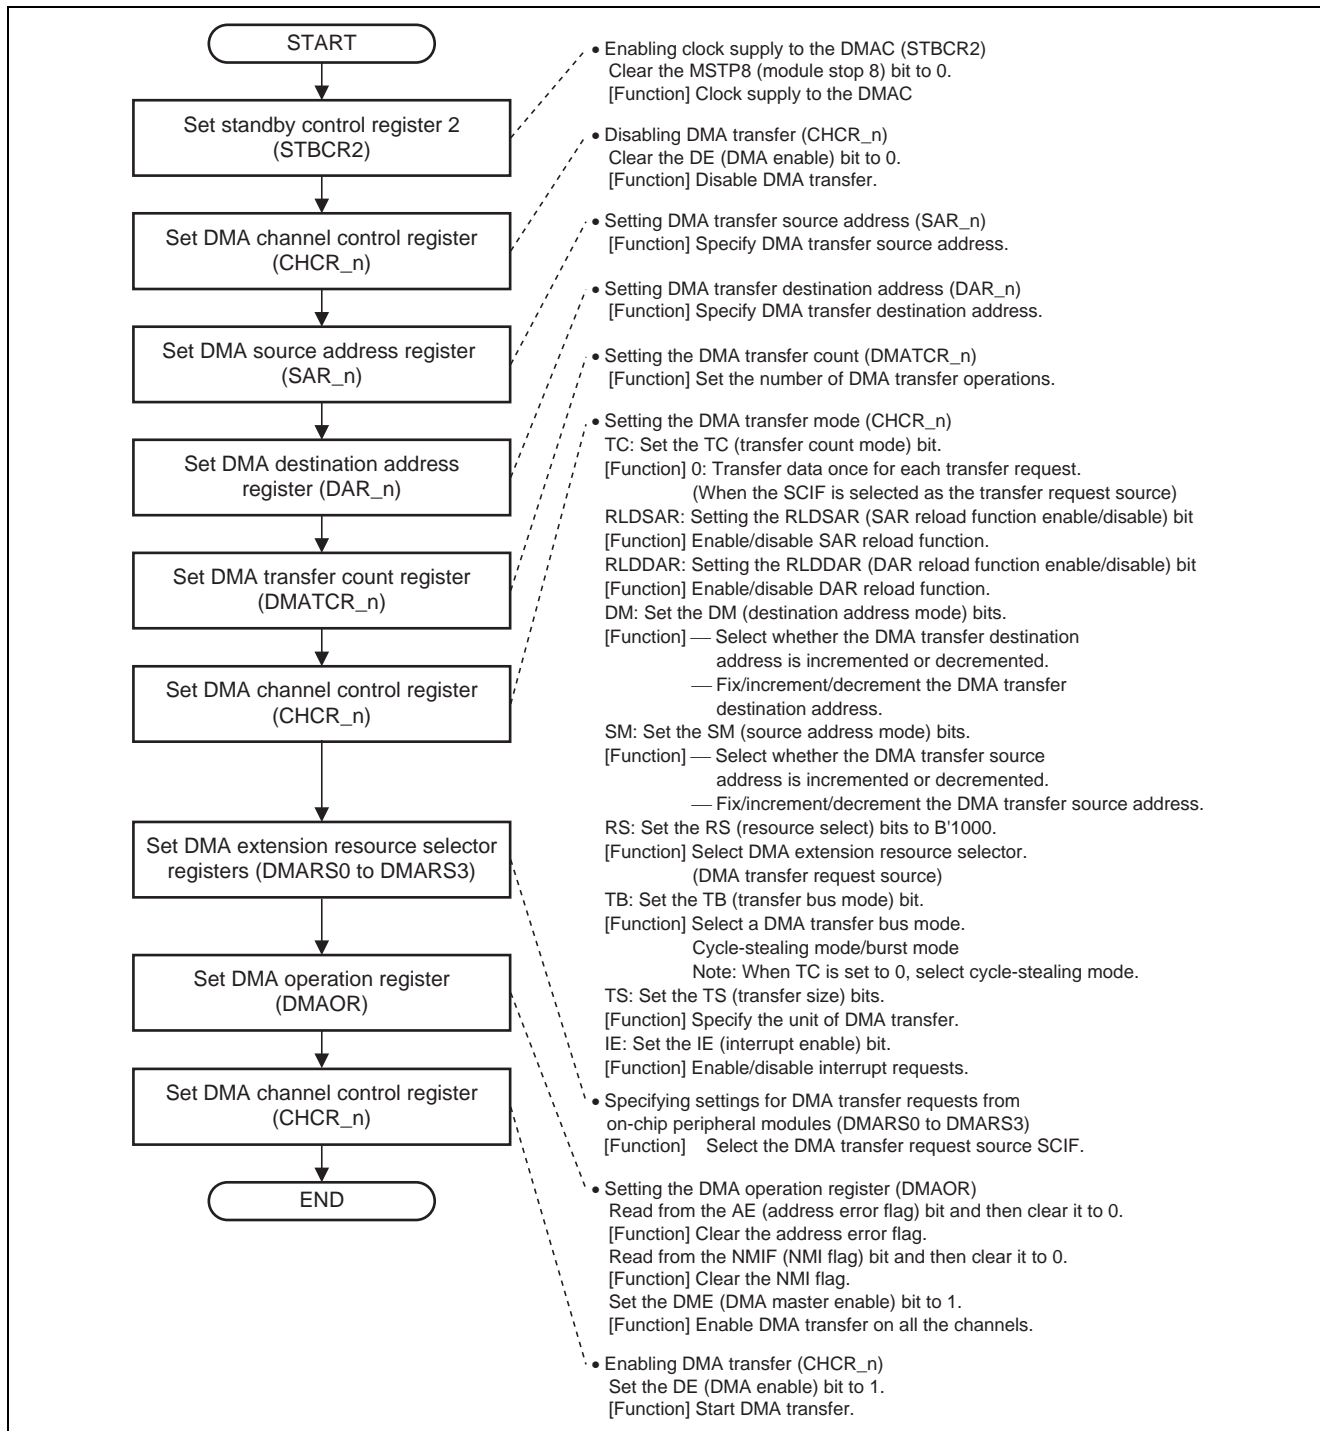 START
Set standby control register 2
(STBCR2)
Set DMA channel control register
(CHCR_n)
Set DMA source address register
(SAR_n)
Set DMA destination address
register (DAR_n)
Set DMA transfer count register
(DMATCR_n)
Set DMA channel control register
(CHCR_n)
Set DMA extension resource selector
registers (DMARS0 to DMARS3)
Set DMA operation register
(DMAOR)
Set DMA channel control register
(CHCR_n)
END
• Enabling clock supply to the DMAC (STBCR2)
Clear the MSTP8 (module stop 8) bit to 0.
[Function] Clock supply to the DMAC
• Disabling DMA transfer (CHCR_n)
Clear the DE (DMA enable) bit to 0.
[Function] Disable DMA transfer.
• Setting DMA transfer source address (SAR_n)
[Function] Specify DMA transfer source address.
• Setting DMA transfer destination address (DAR_n)
[Function] Specify DMA transfer destination address.
• Setting the DMA transfer count (DMATCR_n)
[Function] Set the number of DMA transfer operations.
• Setting the DMA transfer mode (CHCR_n)
TC: Set the TC (transfer count mode) bit.
[Function] 0: Transfer data once for each transfer request.
(When the SCIF is selected as the transfer request source)
RLDSAR: Setting the RLDSAR (SAR reload function enable/disable) bit
[Function] Enable/disable SAR reload function.
RLDDAR: Setting the RLDDAR (DAR reload function enable/disable) bit
[Function] Enable/disable DAR reload function.
DM: Set the DM (destination address mode) bits.
[Function] — Select whether the DMA transfer destination
address is incremented or decremented.
— Fix/increment/decrement the DMA transfer
destination address.
SM: Set the SM (source address mode) bits.
[Function] — Select whether the DMA transfer source
address is incremented or decremented.
— Fix/increment/decrement the DMA transfer source address.
RS: Set the RS (resource select) bits to B'1000.
[Function] Select DMA extension resource selector.
(DMA transfer request source)
TB: Set the TB (transfer bus mode) bit.
[Function] Select a DMA transfer bus mode.
Cycle-stealing mode/burst mode
Note: When TC is set to 0, select cycle-stealing mode.
TS: Set the TS (transfer size) bits.
[Function] Specify the unit of DMA transfer.
IE: Set the IE (interrupt enable) bit.
[Function] Enable/disable interrupt requests.
• Specifying settings for DMA transfer requests from
on-chip peripheral modules (DMARS0 to DMARS3)
[Function] Select the DMA transfer request source SCIF.
• Setting the DMA operation register (DMAOR)
Read from the AE (address error flag) bit and then clear it to 0.
[Function] Clear the address error flag.
Read from the NMIF (NMI flag) bit and then clear it to 0.
[Function] Clear the NMI flag.
Set the DME (DMA master enable) bit to 1.
[Function] Enable DMA transfer on all the channels.
• Enabling DMA transfer (CHCR_n)
Set the DE (DMA enable) bit to 1.
[Function] Start DMA transfer.